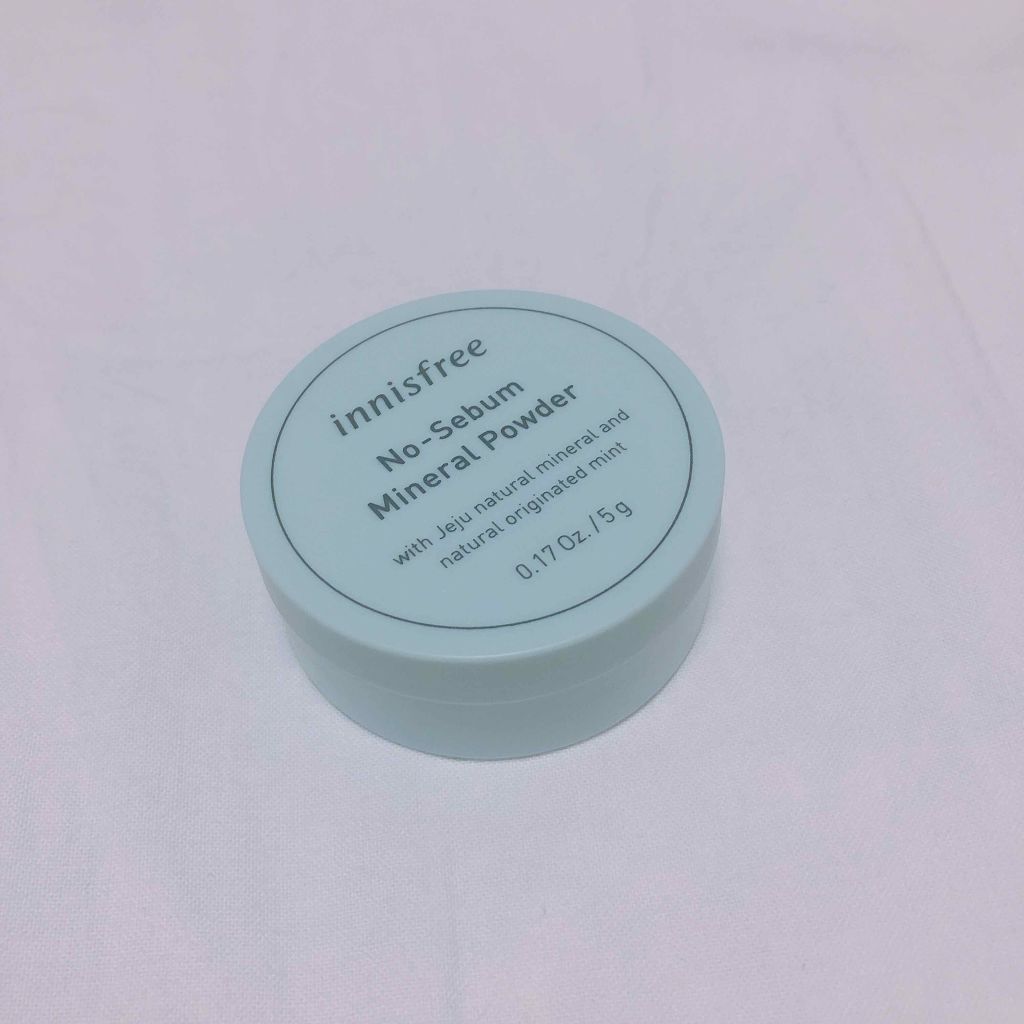 innisfree
No-Sebum
Mineral Powder
with Jeju natural mineral and
natural originated mint
0.17 Oz. / 5 g